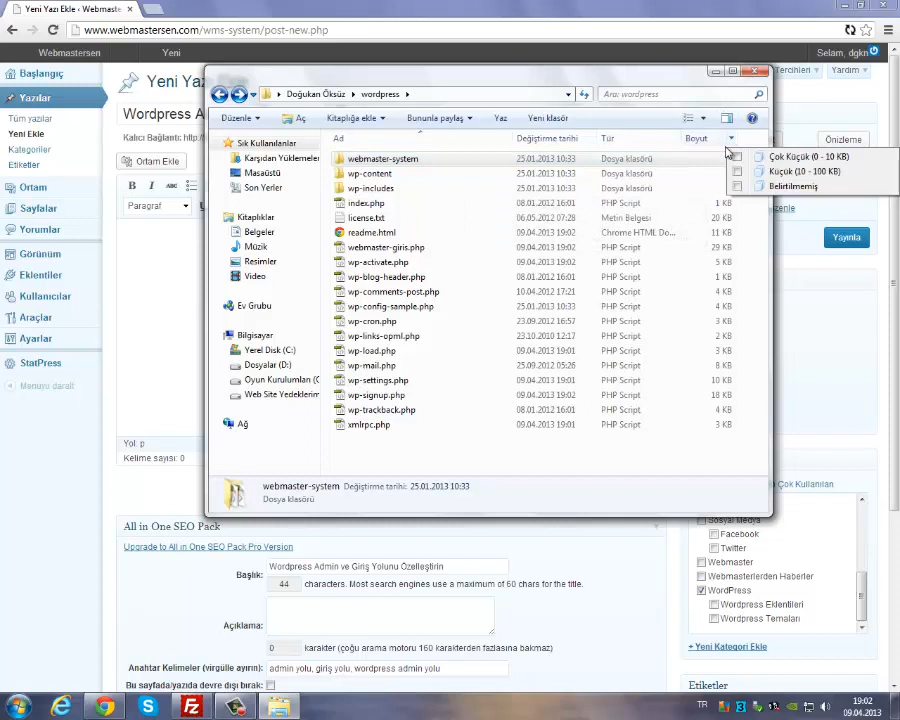 Yeni Yazı Ekle ‹ Webmasters
www.webmastersen.com/wms-system/post-new.php
Webmastersen
Yeni
Selam, dgkn
Başlangıç
Yazılar
Tüm yazılar
Yeni Ekle
Kategoriler
Etiketler
Ortam
Sayfalar
Yorumlar
Görünüm
Eklentiler
Kullanıcılar
Araçlar
Ayarlar
StatPress
Menüyü daralt
Yeni Yazı
Tercihleri
Yardım
Wordpress A
Kalıcı Bağlantı: http:
Ortam Ekle
B I ABC
Paragraf
Yol: p
Kelime sayısı: 0
Önizleme
zenle
Yayınla
Doğukan Öksüz
wordpress
Ara: wordpress
Düzenle
Aç
Kitaplığa ekle
Bununla paylaş
Yaz
Yeni klasör
Sık Kullanılanlar
Karşıdan Yüklemeler
Masaüstü
Son Yerler
Kitaplıklar
Belgeler
Müzik
Resimler
Video
Ev Grubu
Bilgisayar
Yerel Disk (C:)
Dosyalar (D:)
Oyun Kurulumları (
Web Site Yedeklerim
Ağ
Ad Değiştirme tarihi Tür Boyut
webmaster-system 25.01.2013 10:33 Dosya klasörü
wp-content 09.04.2013 19:02 Dosya klasörü
wp-includes 09.04.2013 19:02 Dosya klasörü
index.php 08.01.2012 16:01 PHP Script 1 KB
license.txt 06.05.2012 07:28 Metin Belgesi
readme.html 09.04.2013 19:02 Chrome HTML Do... 11 KB
webmaster-giris.php 09.04.2013 19:02 PHP Script 29 KB
wp-activate.php 09.04.2013 19:02 PHP Script 5 KB
wp-blog-header.php 08.01.2012 16:01 PHP Script 1 KB
wp-comments-post.php 10.04.2012 17:21 PHP Script 4 KB
wp-config-sample.php 25.01.2013 10:33 PHP Script 4 KB
wp-cron.php 23.09.2012 16:57 PHP Script 3 KB
wp-links-opml.php 23.10.2010 12:17 PHP Script 2 KB
wp-load.php 09.04.2013 19:01 PHP Script 3 KB
wp-mail.php 25.09.2012 05:26 PHP Script 8 KB
wp-settings.php 09.04.2013 19:01 PHP Script 10 KB
wp-signup.php 09.04.2013 19:01 PHP Script 18 KB
wp-trackback.php 08.01.2012 16:01 PHP Script 4 KB
xmlrpc.php 09.04.2013 19:01 PHP Script 3 KB
Çok Küçük (0 - 10 KB)
Küçük (10 - 100 KB)
Belirtilmemiş
webmaster-system Değiştirme tarihi: 25.01.2013 10:33
Dosya klasörü
Çok Kullanılan
Sosyal Medya
Facebook
Twitter
Webmaster
Webmasterlerden Haberler
WordPress
Wordpress Eklentileri
Wordpress Temaları
+ Yeni Kategori Ekle
Etiketler
All in One SEO Pack
Upgrade to All in One SEO Pack Pro Version
Başlık: Wordpress Admin ve Giriş Yolunu Özelleştirin
44 characters. Most search engines use a maximum of 60 chars for the title.
Açıklama:
0 karakter (çoğu arama motoru 160 karakterden fazlasına bakmaz)
Anahtar Kelimeler (virgülle ayırın): admin yolu, giriş yolu, wordpress admin yolu
Bu sayfada/yazıda devre dışı bırak:
TR
19:02
09.04.2013